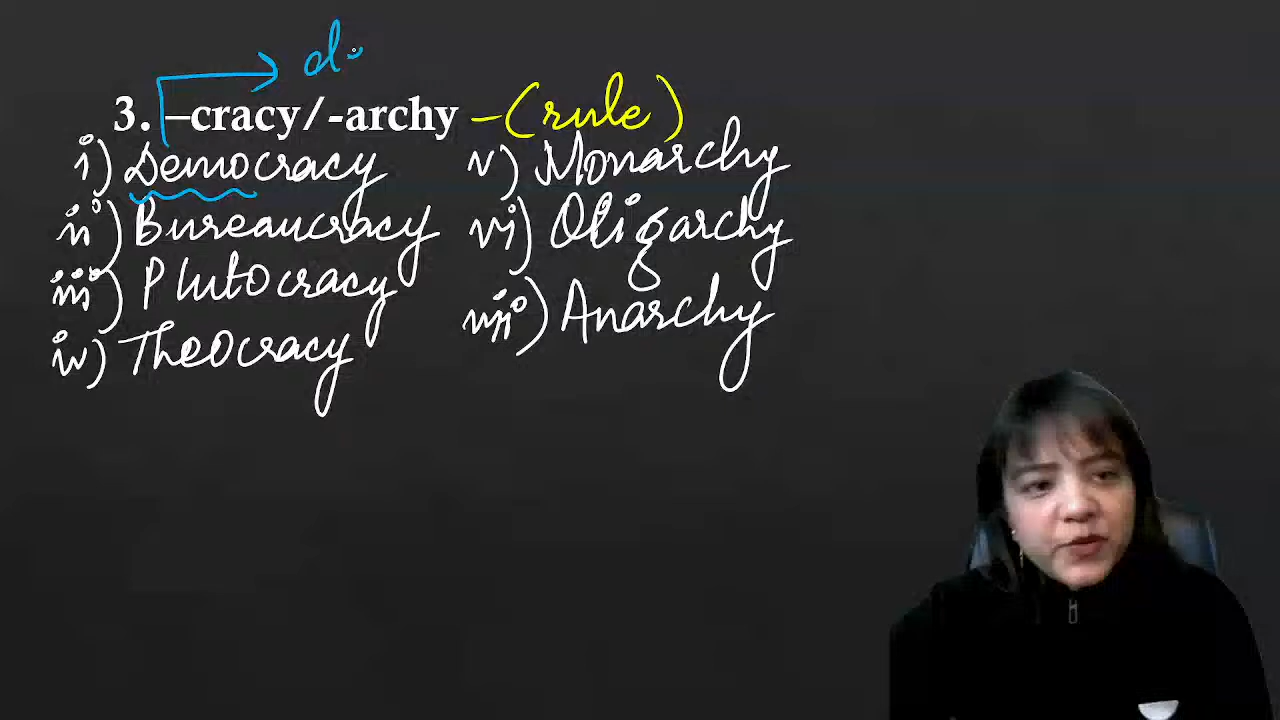 d
3. –cracy/-archy – (rule)
i) Democracy
ii) Bureaucracy
iii) Plutocracy
iv) Theocracy
v) Monarchy
vi) Oligarchy
vii) Anarchy